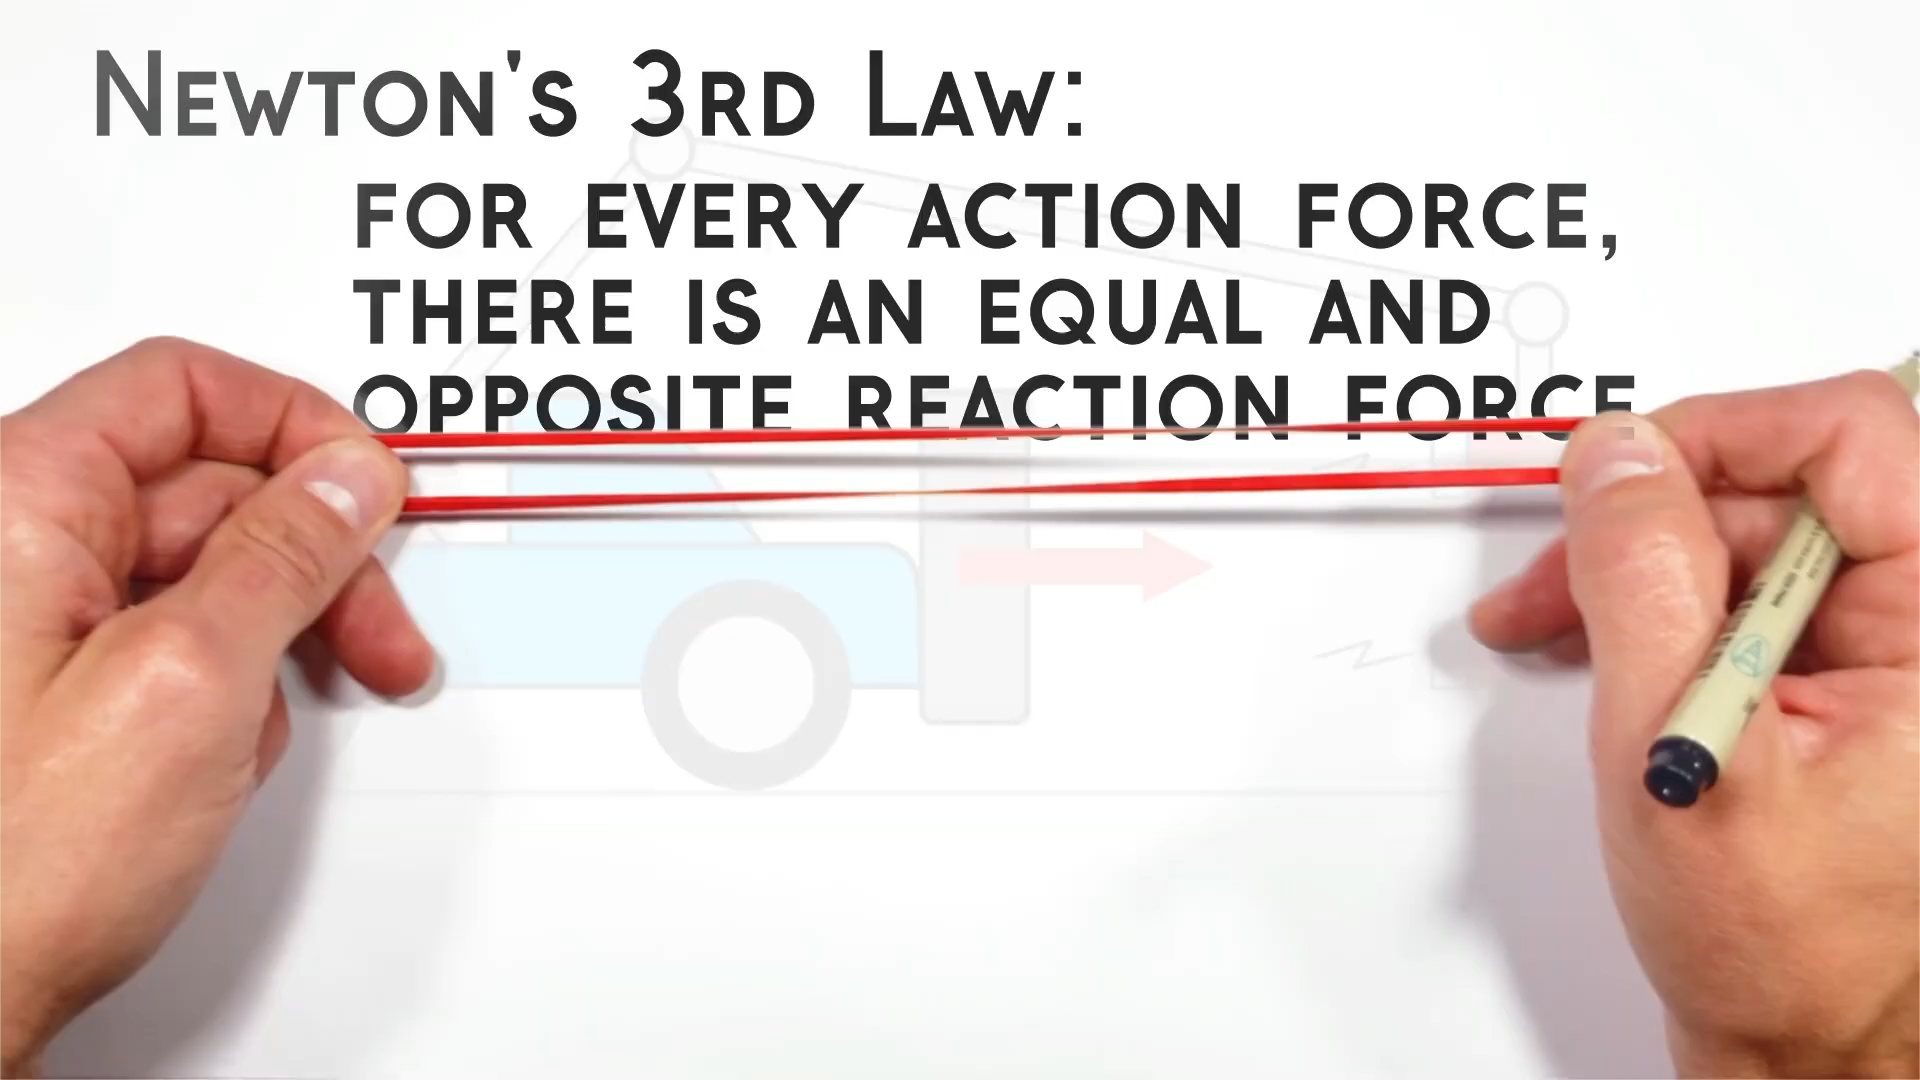 Newton's 3rd Law:
for every action force,
there is an equal and
opposite reaction force